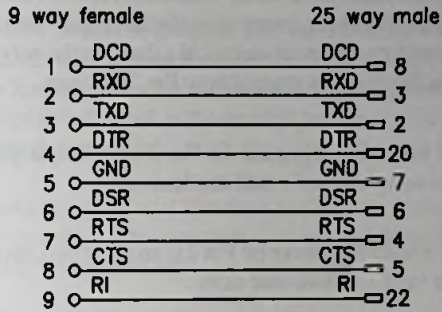 9 way female 25 way male
DCD DCD
1 8
RXD RXD
2 3
TXD TXD
3 2
DTR DTR
4 20
GND GND
5 7
DSR DSR
6 6
RTS RTS
7 4
CTS CTS
8 5
RI RI
9 22